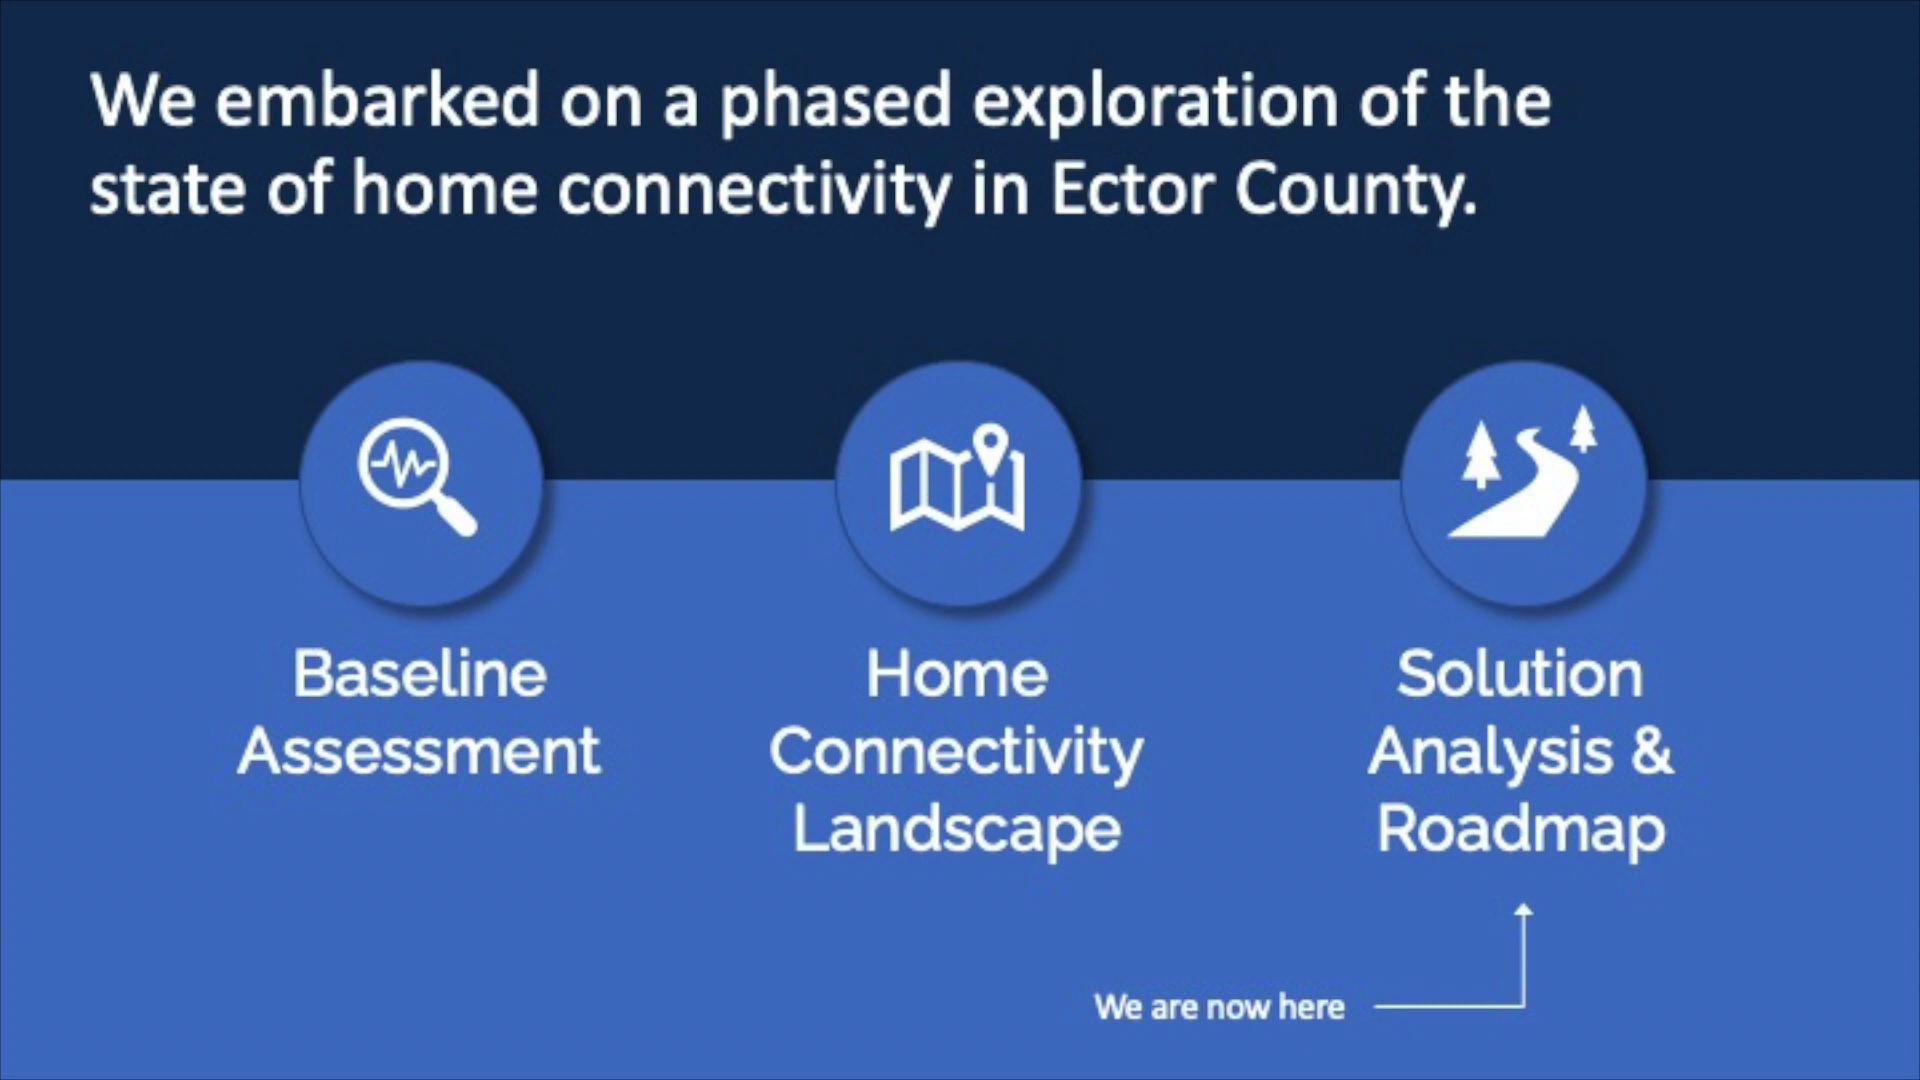 We embarked on a phased exploration of the
state of home connectivity in Ector County.
Baseline
Assessment
Home
Connectivity
Landscape
Solution
Analysis &
Roadmap
We are now here